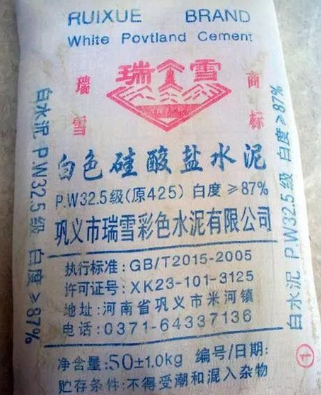 RUIXUE BRAND
White Povtland Cement
瑞雪
瑞雪
商标
白色硅酸盐水泥
P.W32.5级(原425) 白度≥87%
巩义市瑞雪彩色水泥有限公司
执行标准:GB/T2015-2005
许可证号:XK23-101-3125
地址:河南省巩义市米河镇
电话:0371-64337136
净含量:50±1.0kg 编号/日期:
贮存条件:不得受潮和混入杂物
白水泥 P.W32.5级 白度≥87%
白水泥 P.W32.5级 白度≥87%